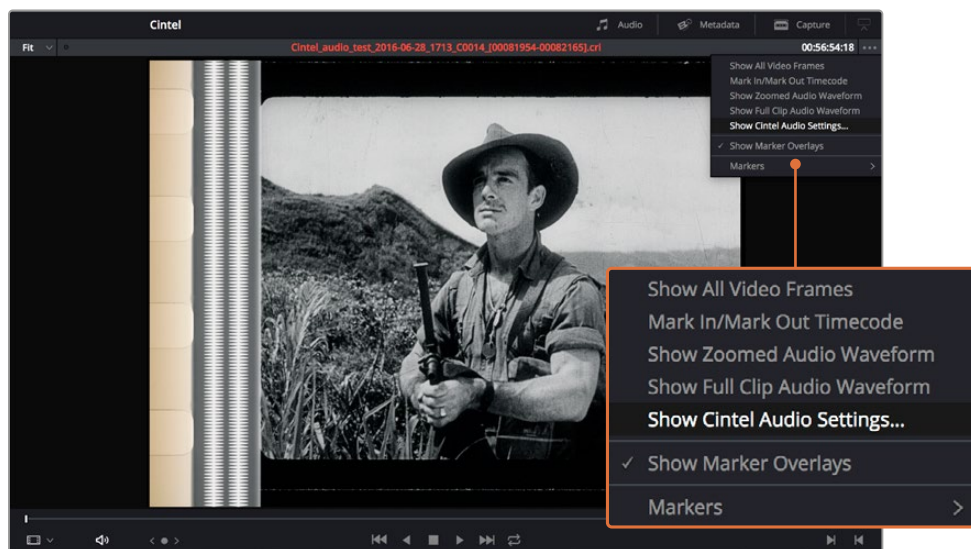 Cintel
Audio
Metadata
Capture
Fit
Cintel_audio_test_2016-06-28_1713_C0014_[00081954-00082165].cri
00:56:54:18
Show All Video Frames
Mark In/Mark Out Timecode
Show Zoomed Audio Waveform
Show Full Clip Audio Waveform
Show Cintel Audio Settings...
Show Marker Overlays
Markers
Show All Video Frames
Mark In/Mark Out Timecode
Show Zoomed Audio Waveform
Show Full Clip Audio Waveform
Show Cintel Audio Settings...
Show Marker Overlays
Markers